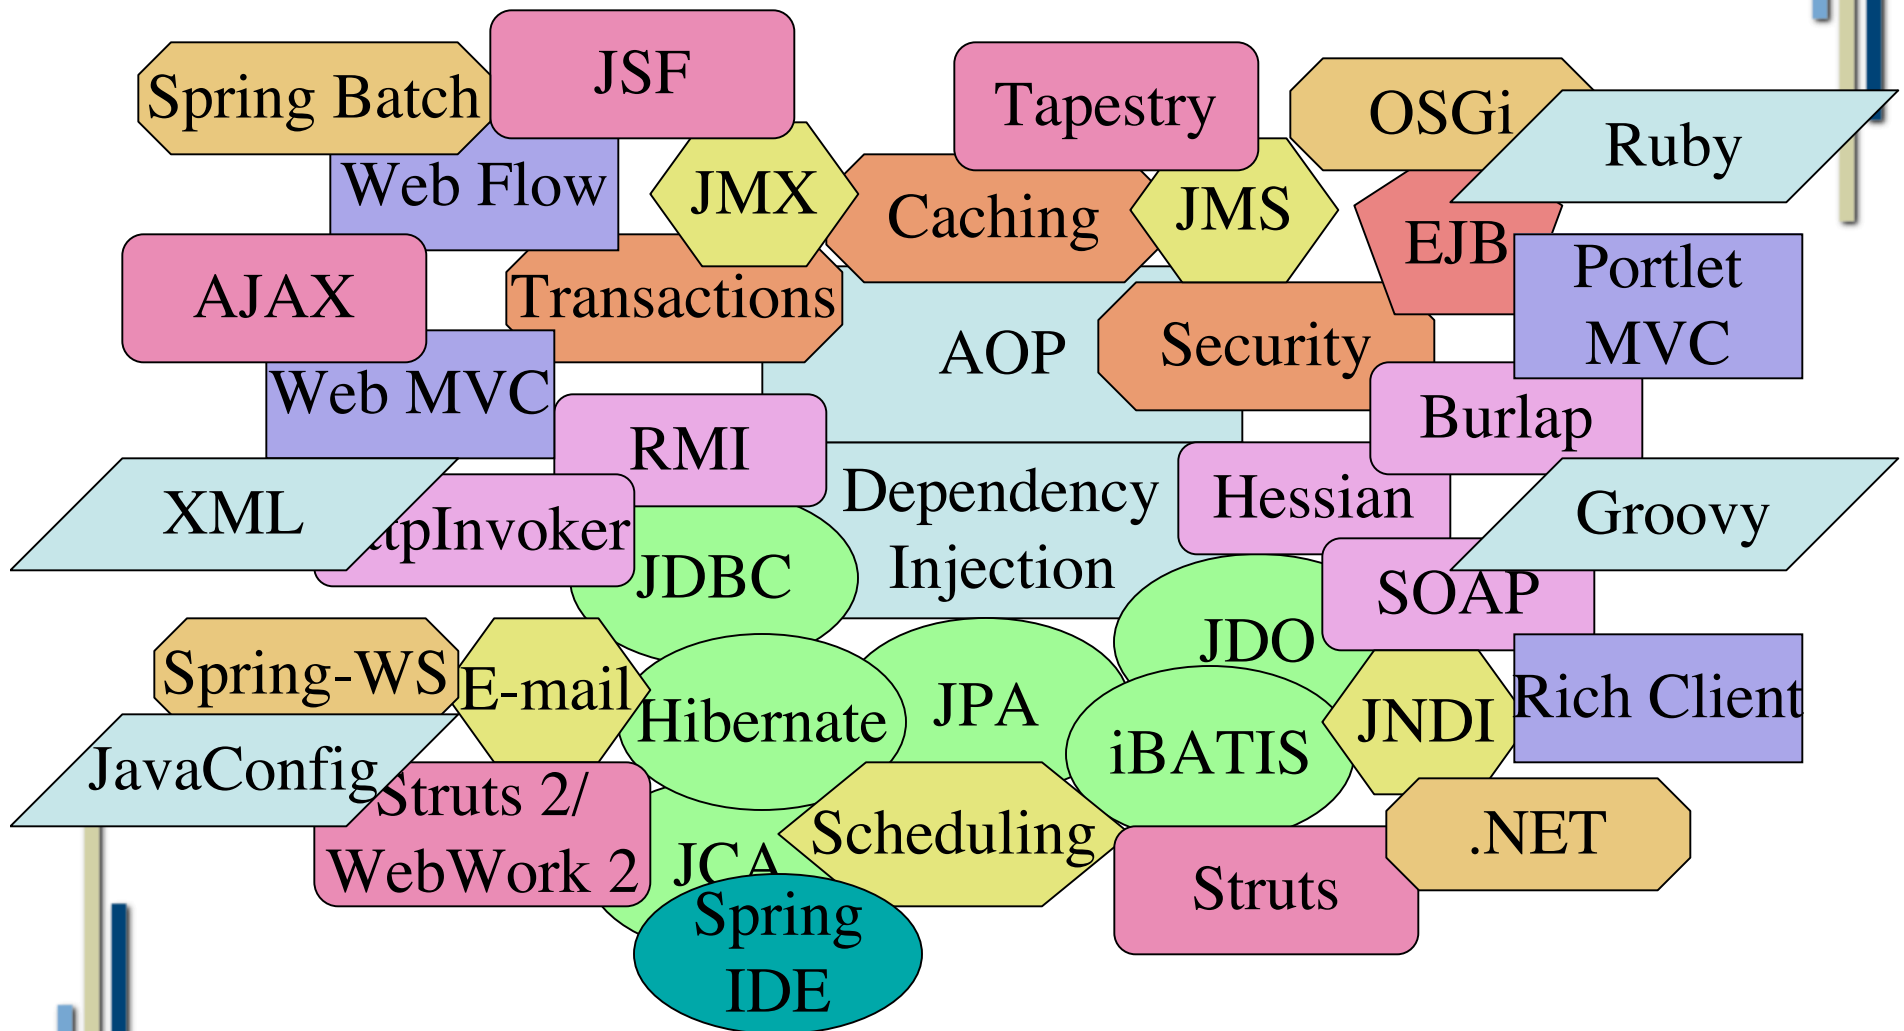 JSF
Spring Batch
Tapestry
OSGi
Ruby
Web Flow
JMX
Caching
JMS
EJB
Portlet
MVC
AJAX
Transactions
AOP
Security
Web MVC
RMI
Burlap
Dependency
Injection
Hessian
XML
Groovy
JDBC
SOAP
JDO
Spring-WS
E-mail
Hibernate
JPA
iBATIS
JNDI
Rich Client
JavaConfig
Struts 2/
WebWork 2
JCA
Scheduling
.NET
Struts
Spring
IDE